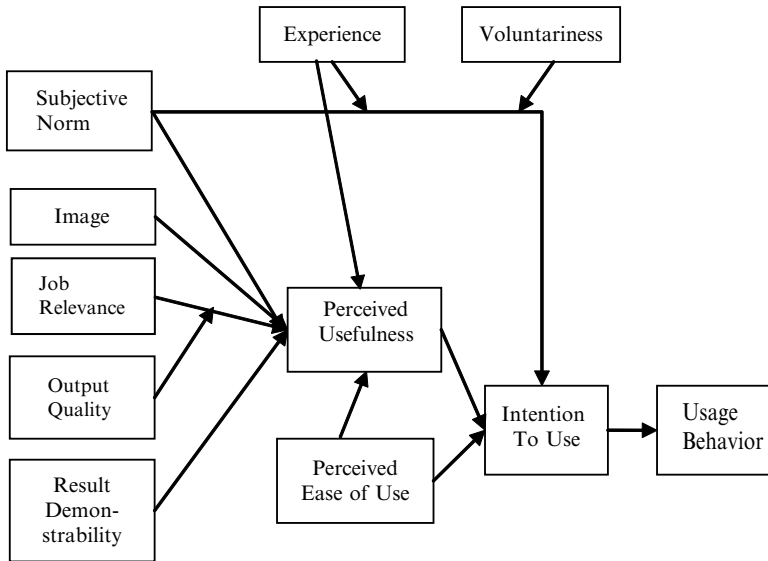 Experience
Voluntariness
Subjective
Norm
Image
Job
Relevance
Perceived
Usefulness
Output
Quality
Intention
To Use
Usage
Behavior
Perceived
Ease of Use
Result
Demon-
strability